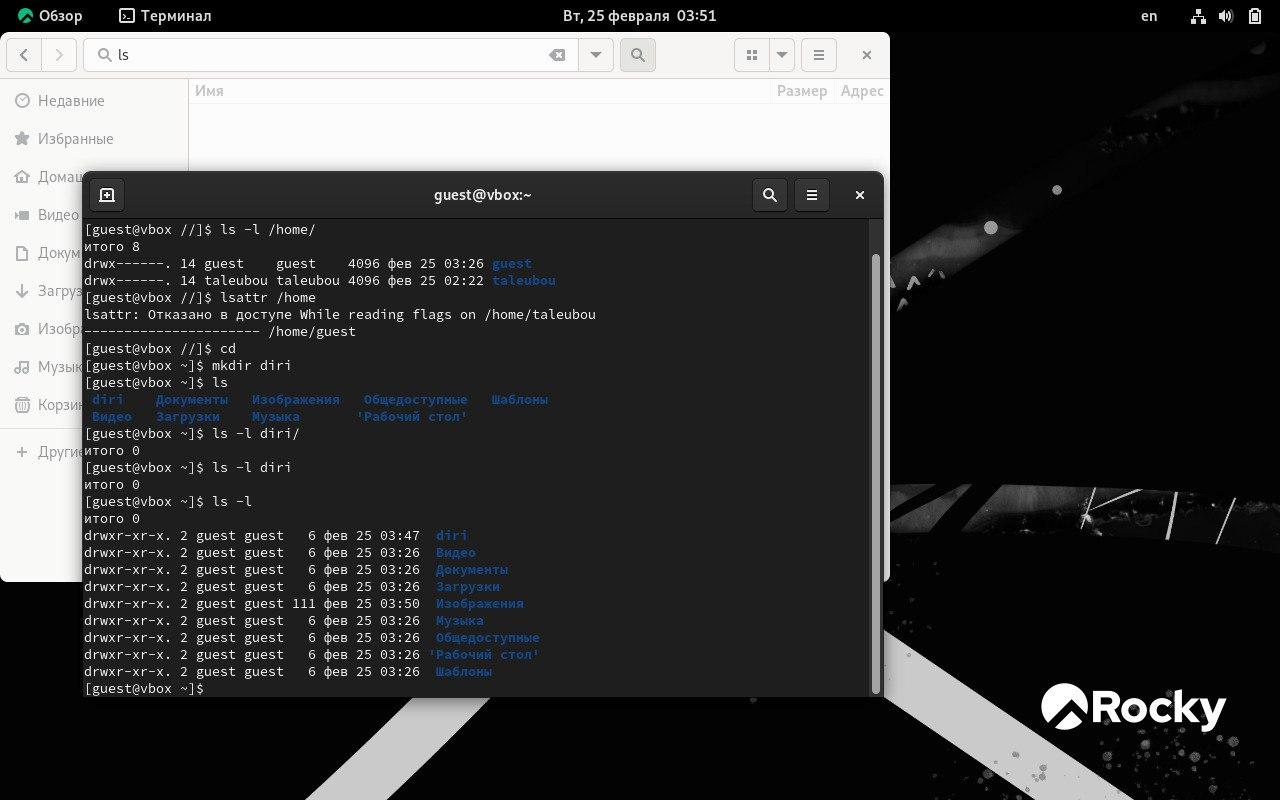 Обзор Терминал Вт, 25 февраля 03:51 en
ls
Имя Размер Адрес
Недавние
Избранные
Домаш
Видео
Докум
Загруз
Изобра
Музык
Корзин
Другие
guest@vbox:~
[guest@vbox //]$ ls -l /home/
итого 8
drwx------. 14 guest    guest    4096 фев 25 03:26 guest
drwx------. 14 taleubou taleubou 4096 фев 25 02:22 taleubou
[guest@vbox //]$ lsattr /home
lsattr: Отказано в доступе While reading flags on /home/taleubou
---------------------- /home/guest
[guest@vbox //]$ cd
[guest@vbox ~]$ mkdir diri
[guest@vbox ~]$ ls
 diri    Документы   Изображения   Общедоступные   Шаблоны
 Видео   Загрузки    Музыка       'Рабочий стол'
[guest@vbox ~]$ ls -l diri/
итого 0
[guest@vbox ~]$ ls -l diri
итого 0
[guest@vbox ~]$ ls -l
итого 0
drwxr-xr-x. 2 guest guest   6 фев 25 03:47  diri
drwxr-xr-x. 2 guest guest   6 фев 25 03:26  Видео
drwxr-xr-x. 2 guest guest   6 фев 25 03:26  Документы
drwxr-xr-x. 2 guest guest   6 фев 25 03:26  Загрузки
drwxr-xr-x. 2 guest guest 111 фев 25 03:50  Изображения
drwxr-xr-x. 2 guest guest   6 фев 25 03:26  Музыка
drwxr-xr-x. 2 guest guest   6 фев 25 03:26  Общедоступные
drwxr-xr-x. 2 guest guest   6 фев 25 03:26 'Рабочий стол'
drwxr-xr-x. 2 guest guest   6 фев 25 03:26  Шаблоны
[guest@vbox ~]$
Rocky